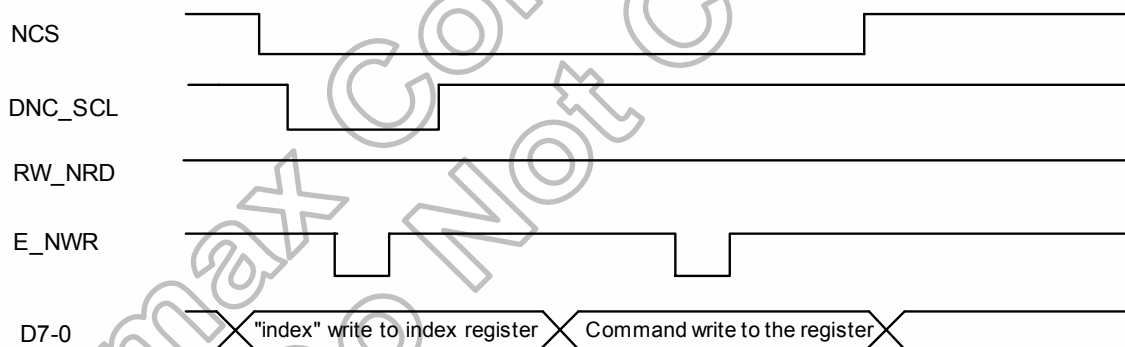 NCS
DNC_SCL
RW_NRD
E_NWR
D7-0
"index" write to index register
Command write to the register